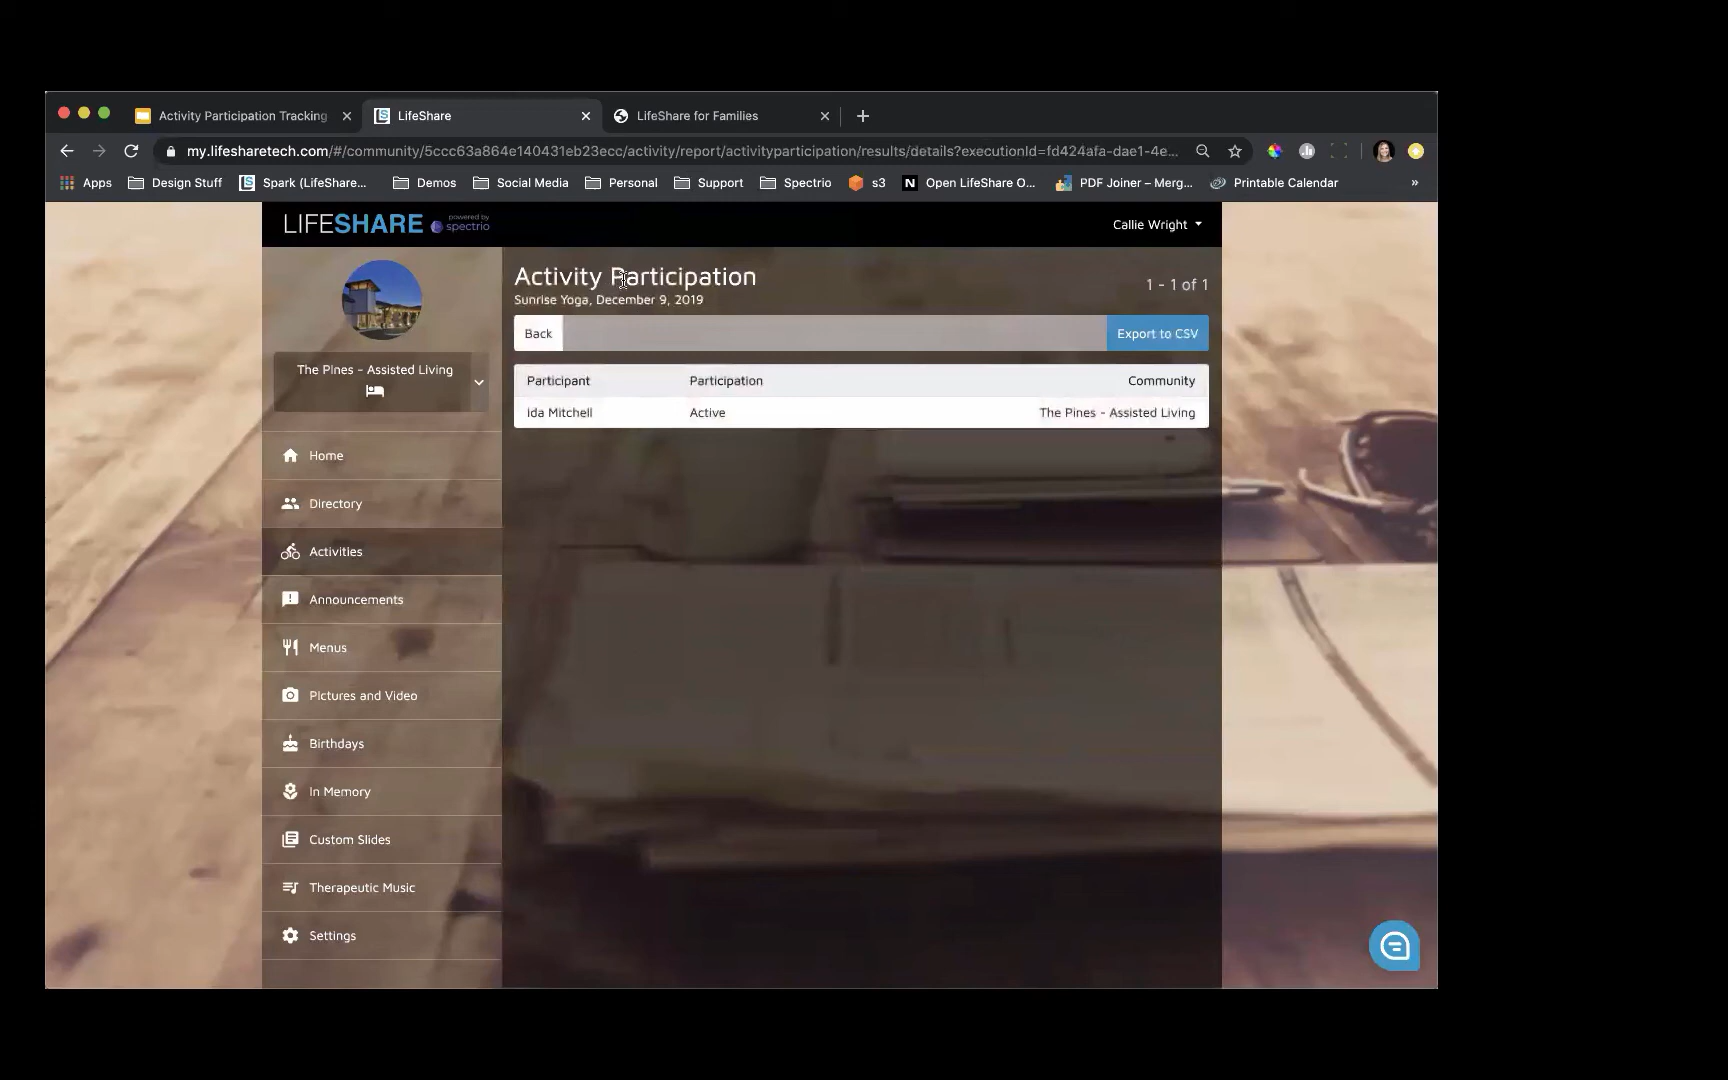 Activity Participation Tracking
LifeShare
LifeShare for Families
my.lifesharetech.com/#/community/5ccc63a864e140431eb23ecc/activity/report/activityparticipation/results/details?executionId=fd424afa-dae1-4e...
Apps
Design Stuff
Spark (LifeShare...
Demos
Social Media
Personal
Support
Spectrio
s3
Open LifeShare O...
PDF Joiner – Merg...
Printable Calendar
»
LIFESHARE powered by spectrio
Callie Wright
The Pines - Assisted Living
Home
Directory
Activities
Announcements
Menus
Pictures and Video
Birthdays
In Memory
Custom Slides
Therapeutic Music
Settings
Activity Participation
Sunrise Yoga, December 9, 2019
1 - 1 of 1
Back
Export to CSV
Participant Participation Community
Ida Mitchell Active The Pines - Assisted Living